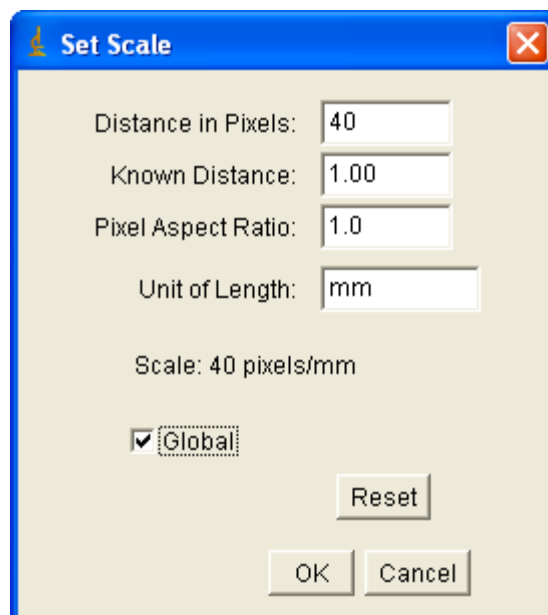 Set Scale
Distance in Pixels: 40
Known Distance: 1.00
Pixel Aspect Ratio: 1.0
Unit of Length: mm
Scale: 40 pixels/mm
Global
Reset
OK Cancel